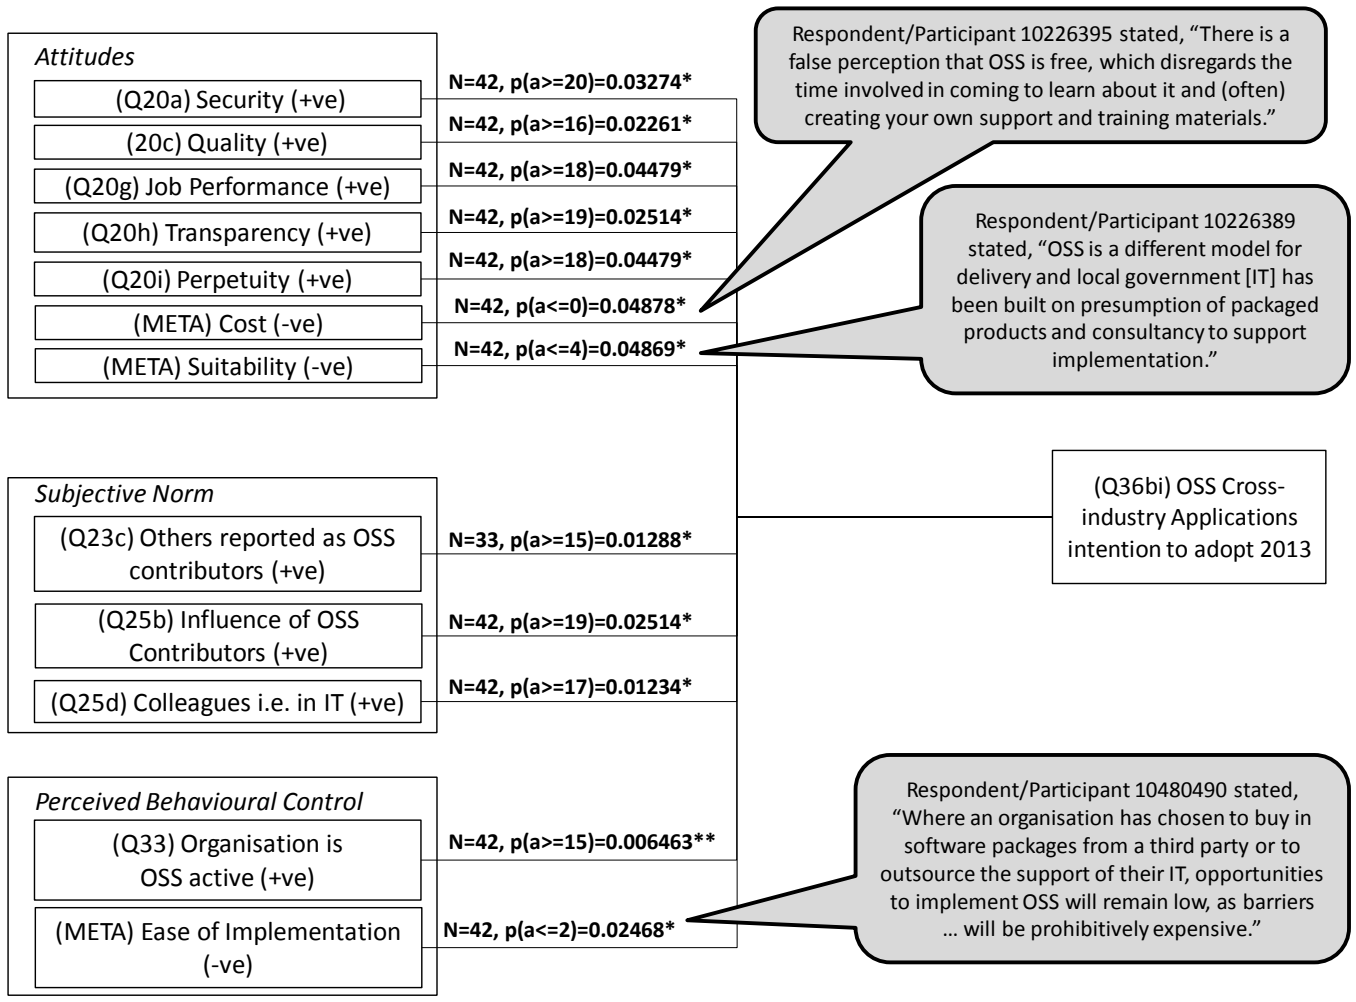 Attitudes
(Q20a) Security (+ve)
N=42, p(a>=20)=0.03274*
(20c) Quality (+ve)
N=42, p(a>=16)=0.02261*
(Q20g) Job Performance (+ve)
N=42, p(a>=18)=0.04479*
(Q20h) Transparency (+ve)
N=42, p(a>=19)=0.02514*
(Q20i) Perpetuity (+ve)
N=42, p(a>=18)=0.04479*
(META) Cost (-ve)
N=42, p(a<=0)=0.04878*
(META) Suitability (-ve)
N=42, p(a<=4)=0.04869*
Respondent/Participant 10226395 stated, “There is a
false perception that OSS is free, which disregards the
time involved in coming to learn about it and (often)
creating your own support and training materials.”
Respondent/Participant 10226389
stated, “OSS is a different model for
delivery and local government [IT] has
been built on presumption of packaged
products and consultancy to support
implementation.”
Subjective Norm
(Q23c) Others reported as OSS
contributors (+ve)
N=33, p(a>=15)=0.01288*
(Q25b) Influence of OSS
Contributors (+ve)
N=42, p(a>=19)=0.02514*
(Q25d) Colleagues i.e. in IT (+ve)
N=42, p(a>=17)=0.01234*
(Q36bi) OSS Cross-
industry Applications
intention to adopt 2013
Perceived Behavioural Control
(Q33) Organisation is
OSS active (+ve)
N=42, p(a>=15)=0.006463**
(META) Ease of Implementation
(-ve)
N=42, p(a<=2)=0.02468*
Respondent/Participant 10480490 stated,
“Where an organisation has chosen to buy in
software packages from a third party or to
outsource the support of their IT, opportunities
to implement OSS will remain low, as barriers
... will be prohibitively expensive.”